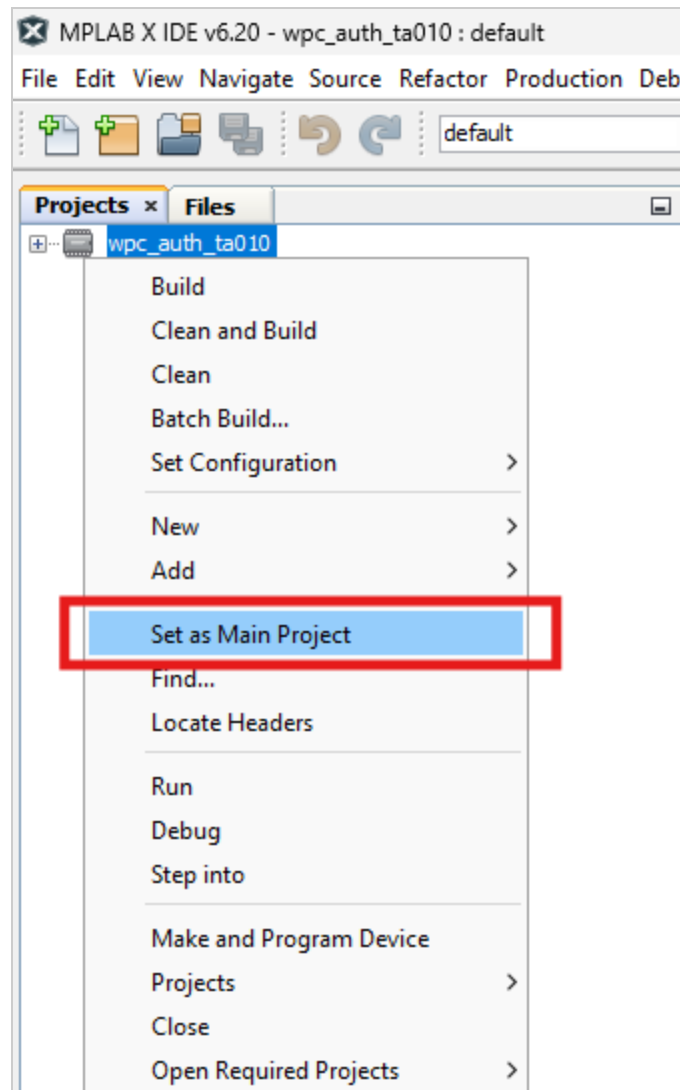 MPLAB X IDE v6.20 - wpc_auth_ta010 : default
File Edit View Navigate Source Refactor Production Deb
default
Projects × Files
wpc_auth_ta010
Build
Clean and Build
Clean
Batch Build...
Set Configuration
New
Add
Set as Main Project
Find...
Locate Headers
Run
Debug
Step into
Make and Program Device
Projects
Close
Open Required Projects